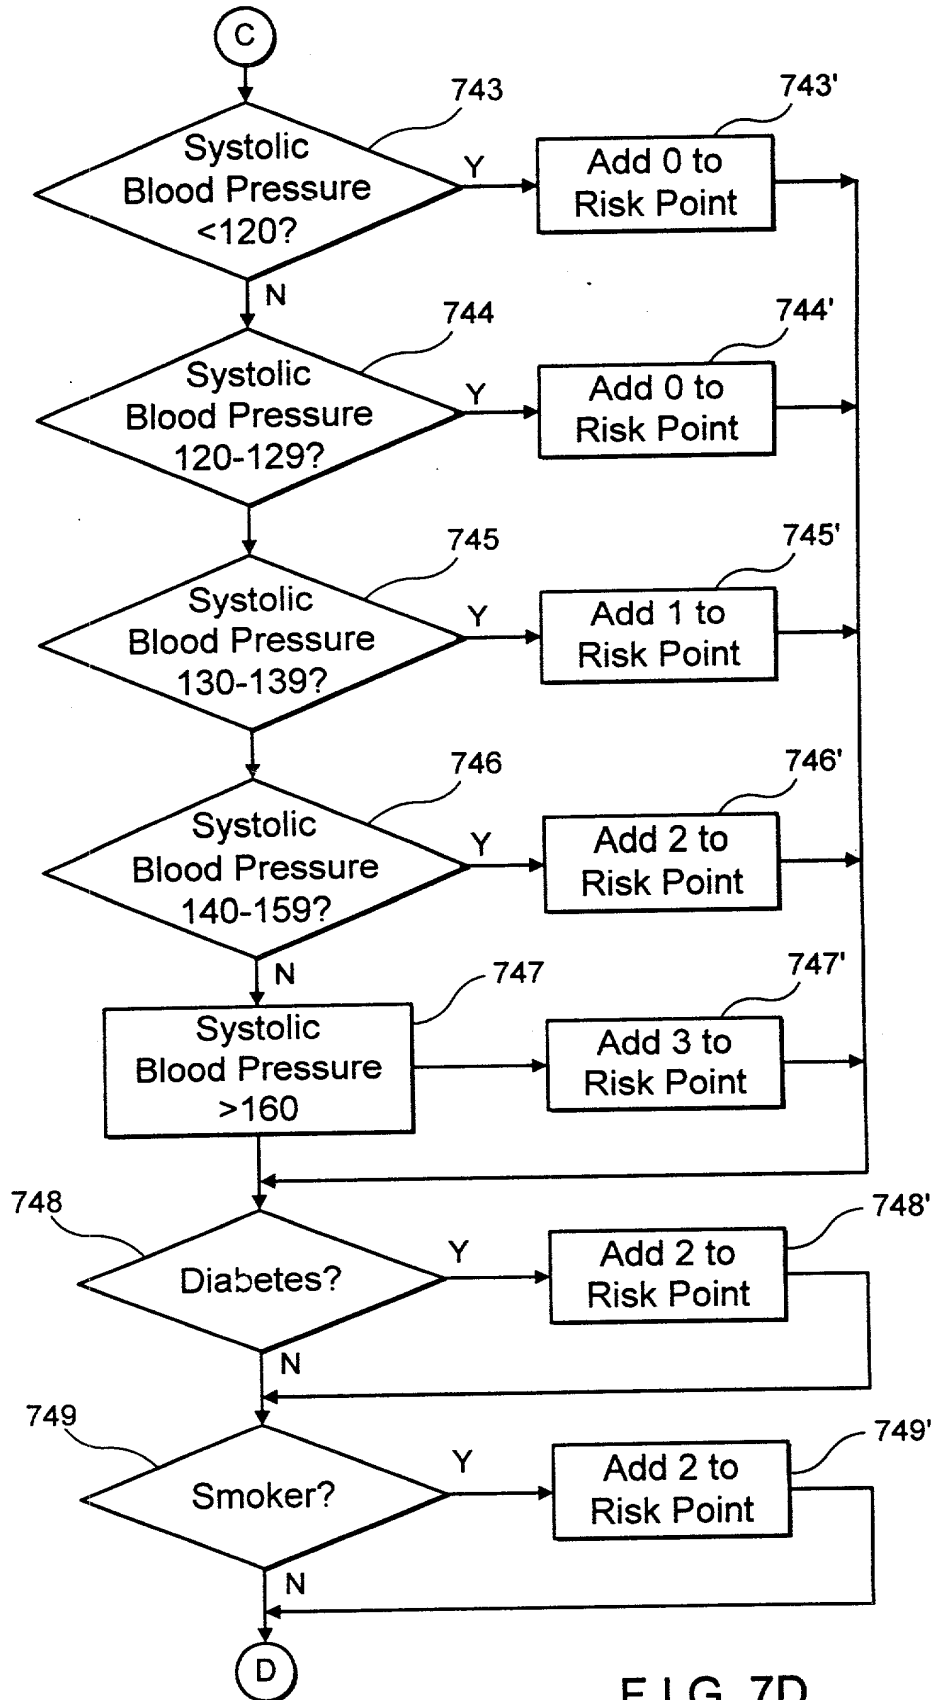 C
743
743'
Systolic
Blood Pressure
<120?
Y
Add 0 to
Risk Point
N
744
744'
Systolic
Blood Pressure
120-129?
Y
Add 0 to
Risk Point
745
745'
Systolic
Blood Pressure
130-139?
Y
Add 1 to
Risk Point
746
746'
Systolic
Blood Pressure
140-159?
Y
Add 2 to
Risk Point
N
747
747'
Systolic
Blood Pressure
>160
Add 3 to
Risk Point
748
748'
Diabetes?
Y
Add 2 to
Risk Point
N
749
749'
Smoker?
Y
Add 2 to
Risk Point
N
D
FIG. 7D